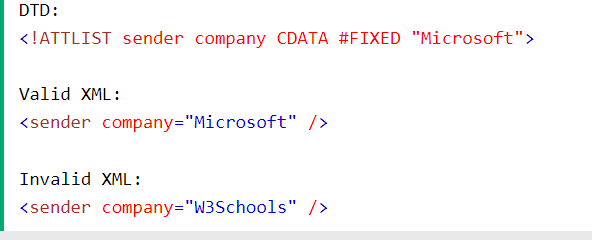 DTD:
<!ATTLIST sender company CDATA #FIXED "Microsoft">
Valid XML:
<sender company="Microsoft" />
Invalid XML:
<sender company="W3Schools" />